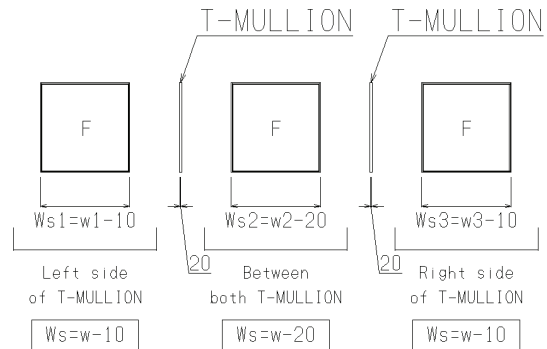 T-MULLION T-MULLION
F F F
Ws1=w1-10 Ws2=w2-20 Ws3=w3-10
20 20
Left side Between Right side
of T-MULLION both T-MULLION of T-MULLION
Ws=w-10 Ws=w-20 Ws=w-10